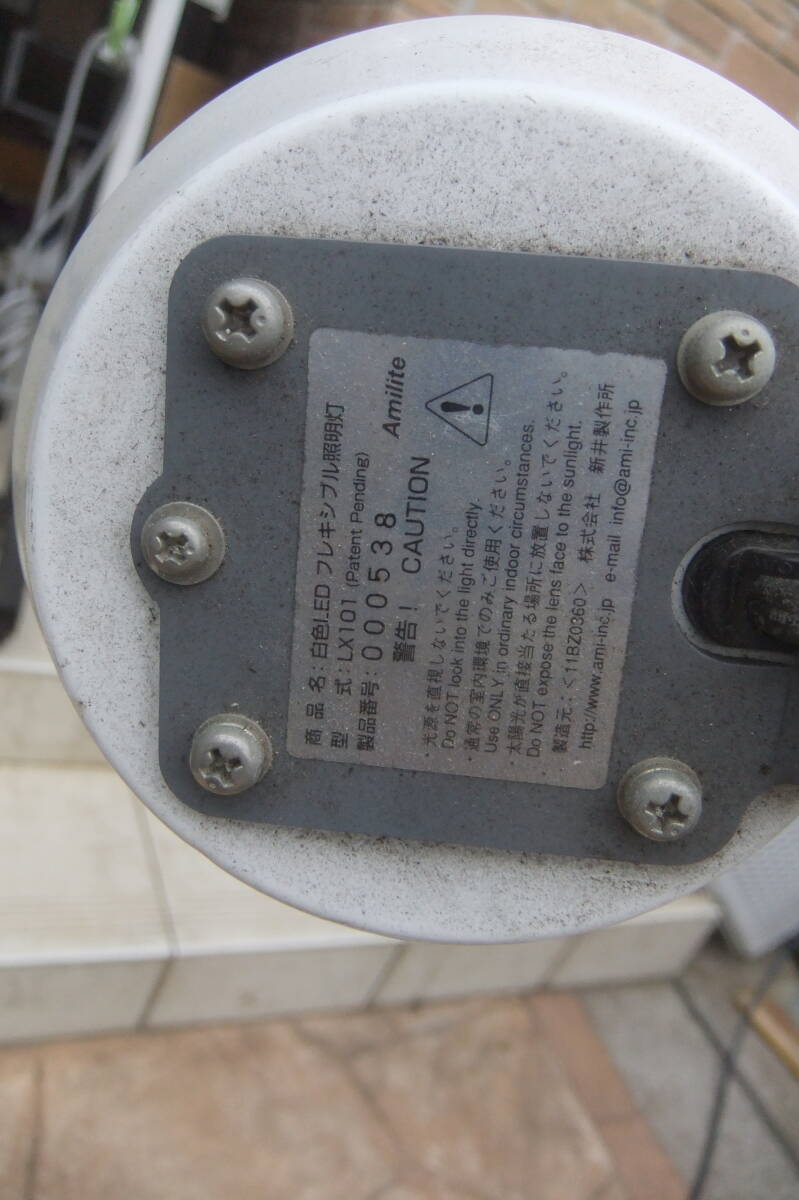 商 品 名：白色LED フレキシブル照明灯
型　　式：LX101 (Patent Pending)
製品番号：000538
Amilite
警告！ CAUTION
・光源を直視しないでください。
Do NOT look into the light directly.
・通常の室内環境でのみご使用ください。
Use ONLY in ordinary indoor circumstances.
・太陽光が直接当たる場所に放置しないでください。
Do NOT expose the lens face to the sunlight.
・製造元：＜11BZ0360＞ 株式会社 新井製作所
http://www.ami-inc.jp e-mail info@ami-inc.jp